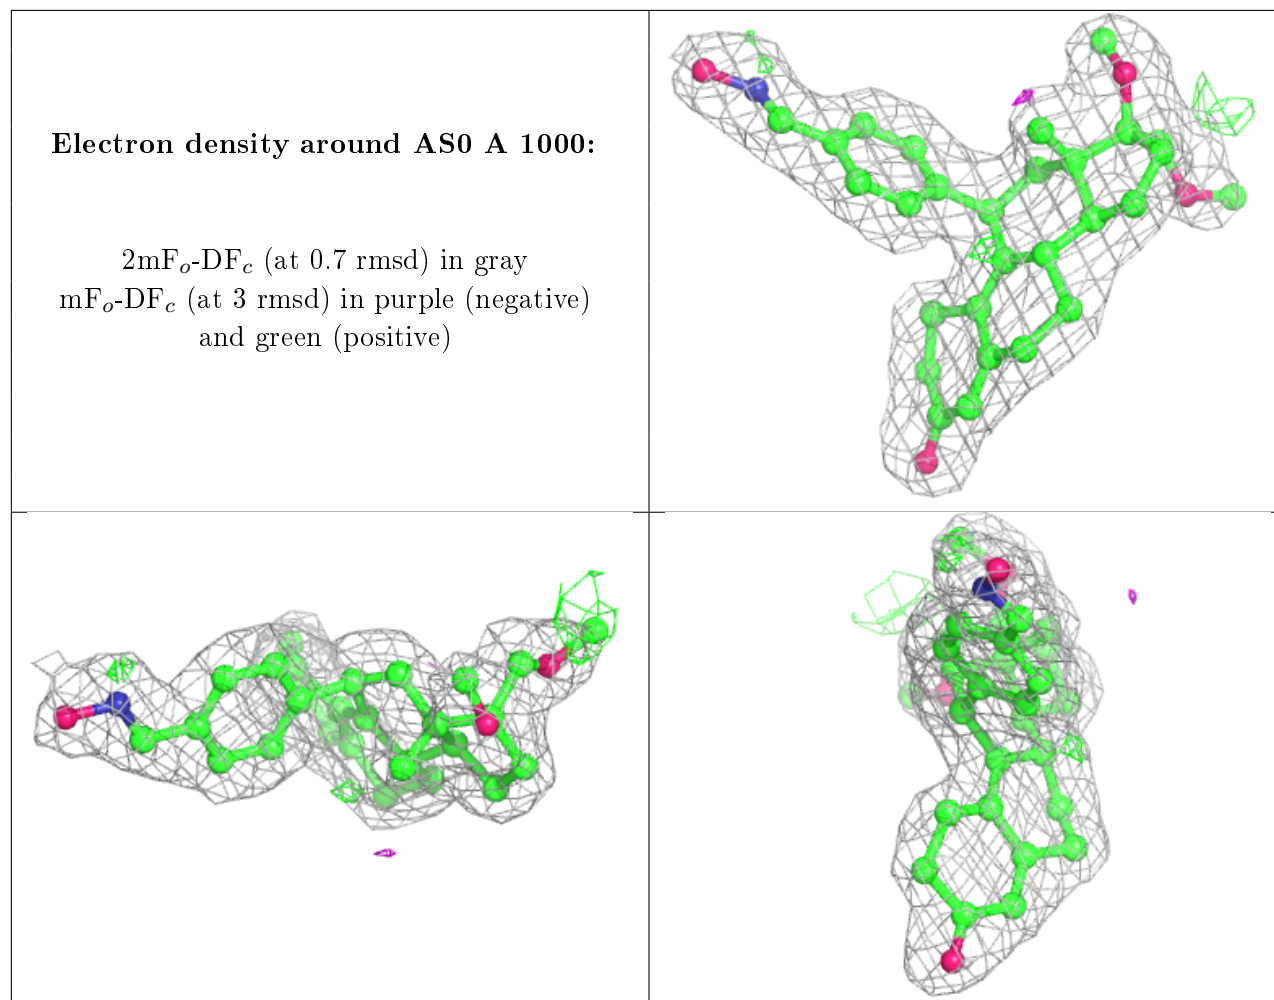 Electron density around AS0 A 1000:
2mFₒ-DF𝒸 (at 0.7 rmsd) in gray
mFₒ-DF𝒸 (at 3 rmsd) in purple (negative)
and green (positive)